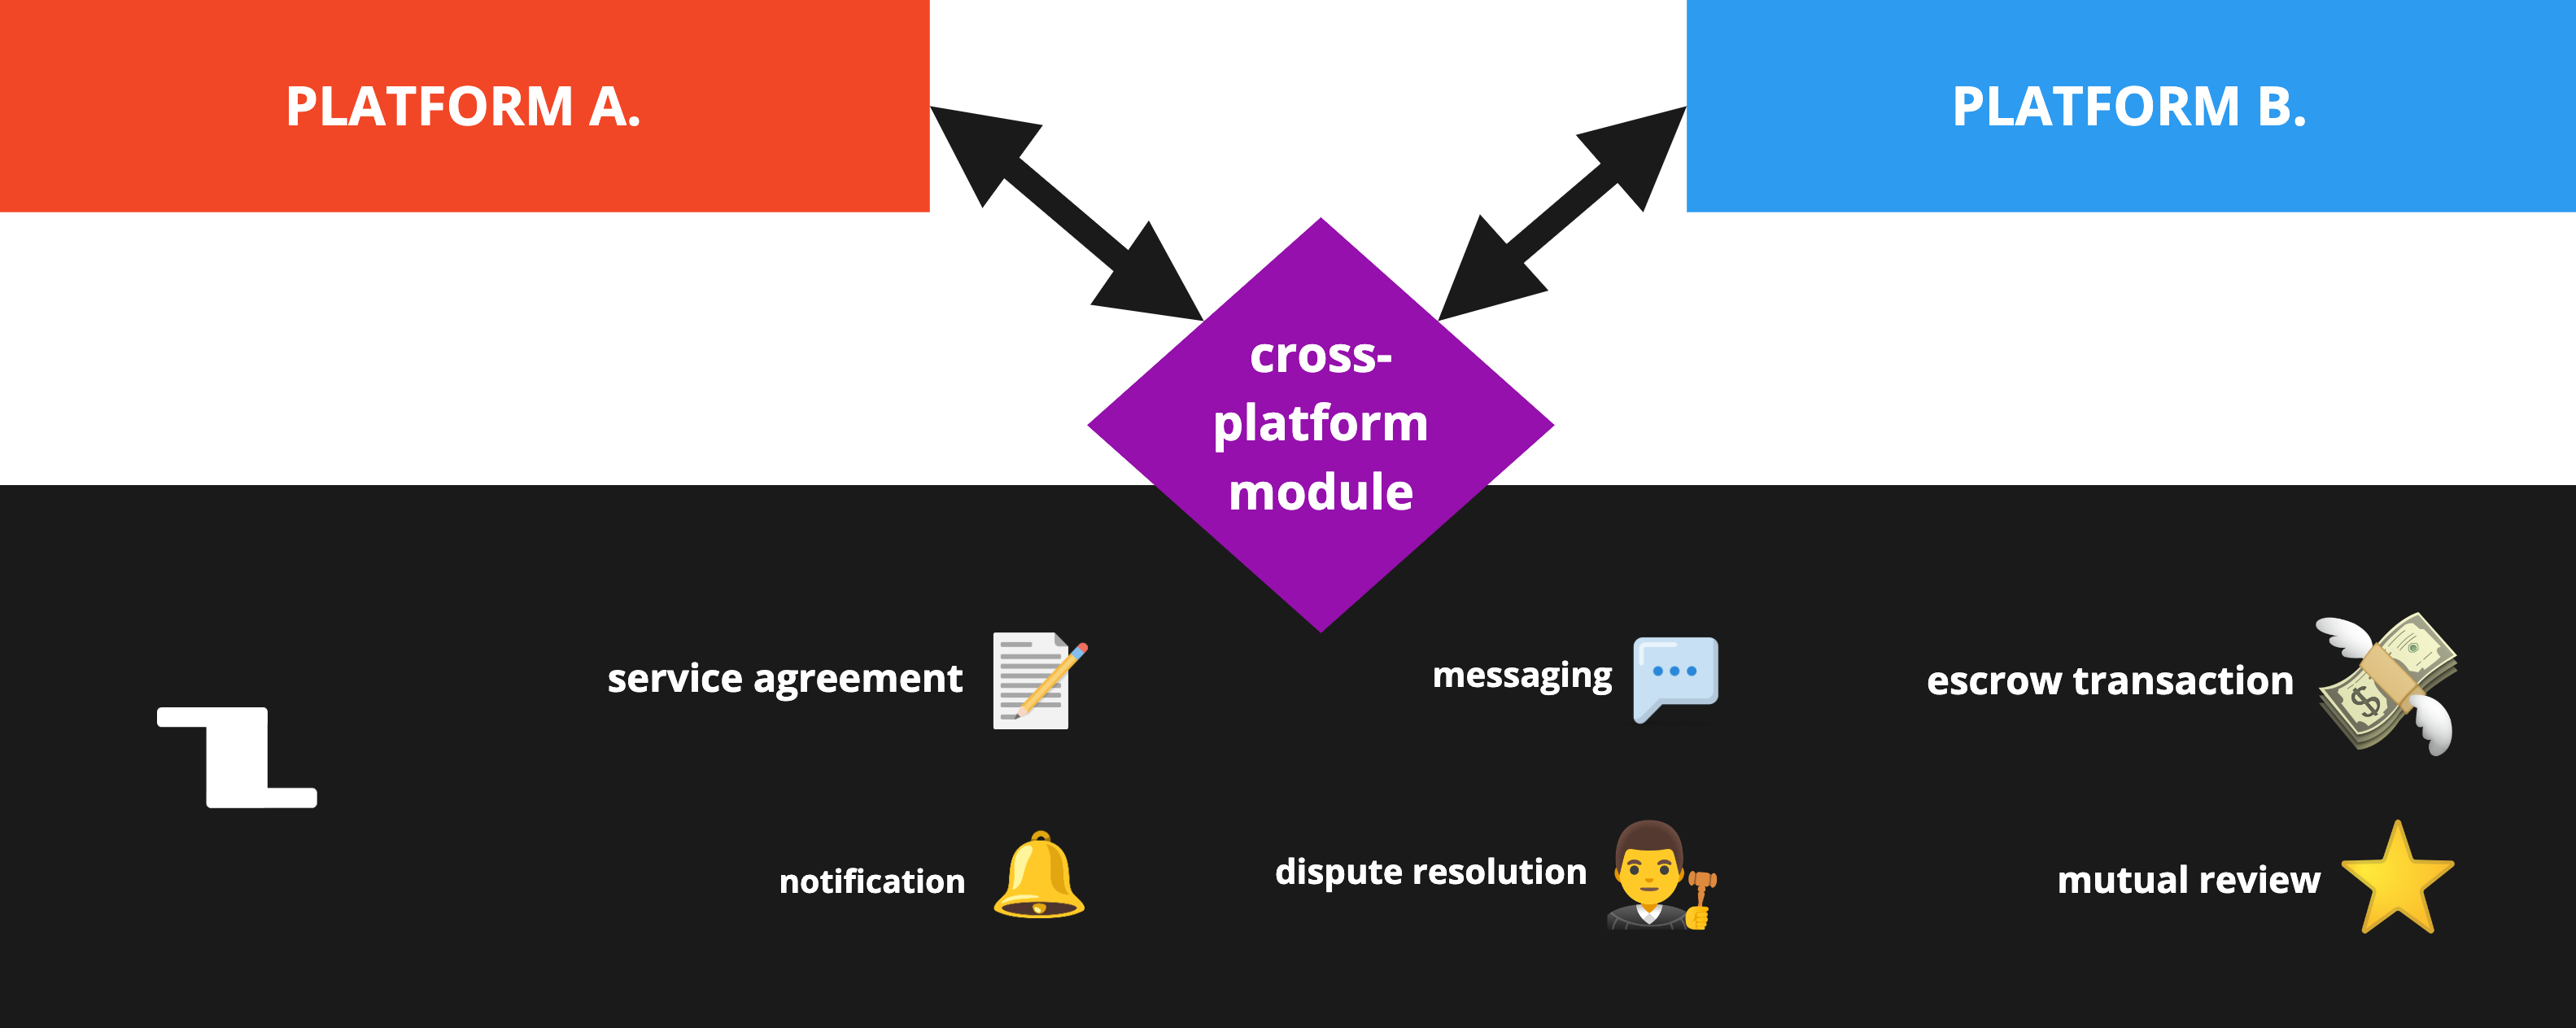 PLATFORM A.
PLATFORM B.
cross-
platform
module
service agreement
messaging
escrow transaction
notification
dispute resolution
mutual review